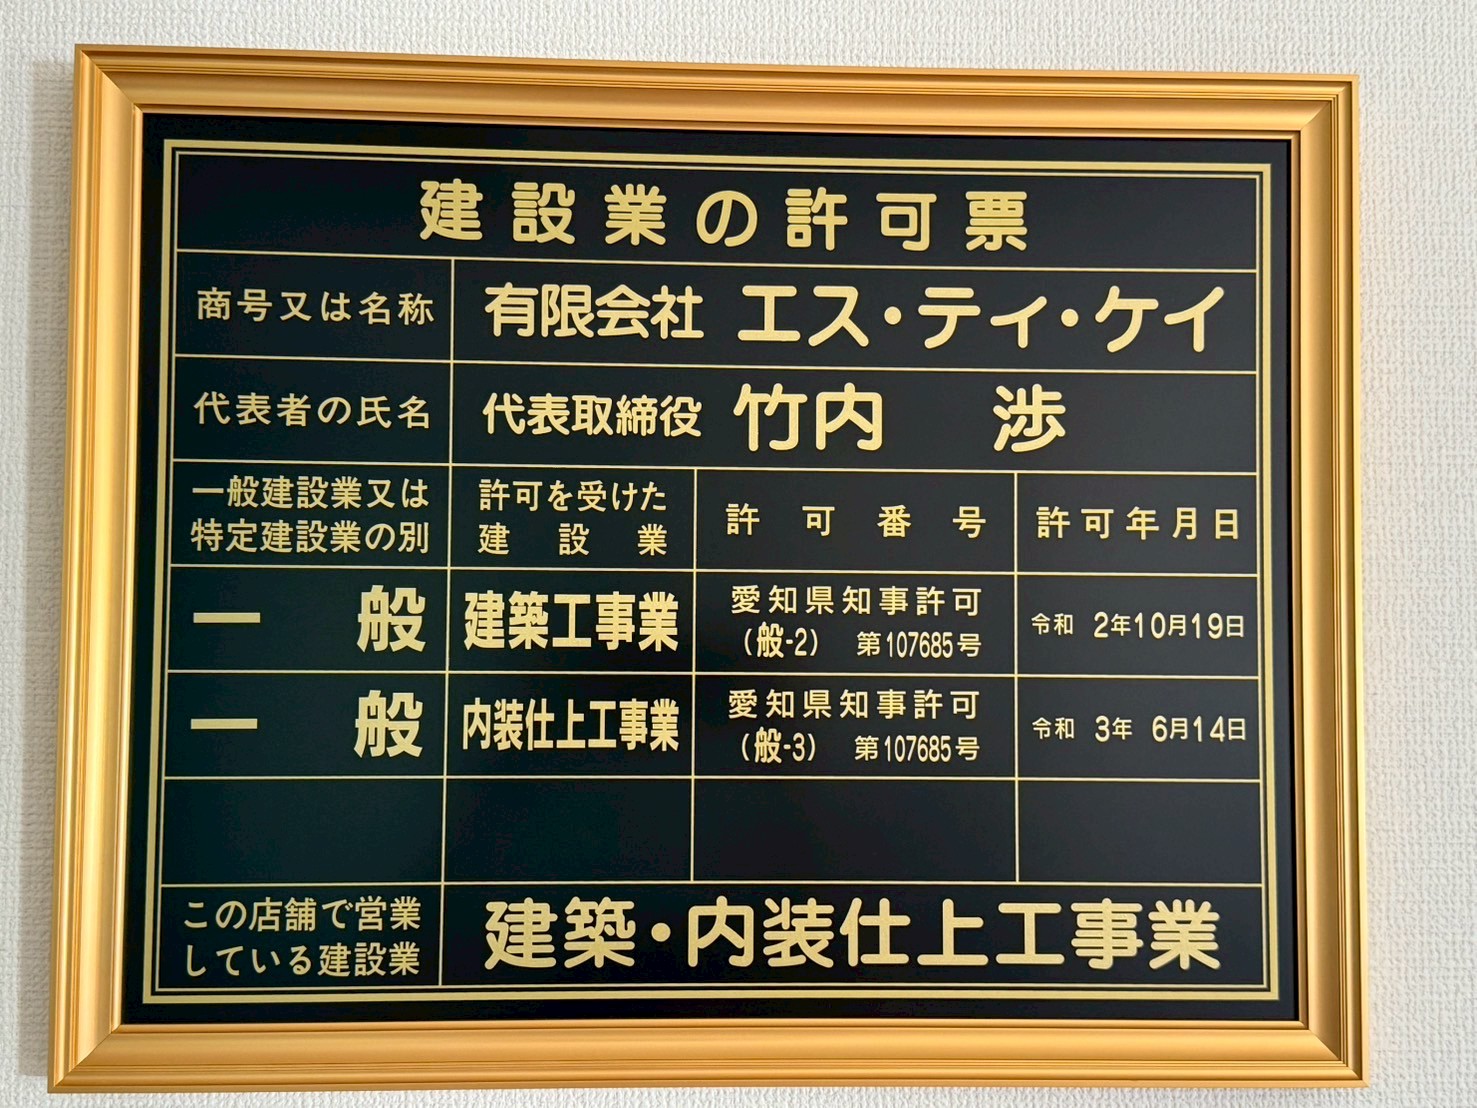 建設業の許可票
商号又は名称
有限会社 エス・ティ・ケイ
代表者の氏名
代表取締役 竹内 渉
一般建設業又は
特定建設業の別
許可を受けた
建設業
許可番号
許可年月日
一般
建築工事業
愛知県知事許可
(般-2) 第107685号
令和 2年10月19日
一般
内装仕上工事業
愛知県知事許可
(般-3) 第107685号
令和 3年 6月14日
この店舗で営業
している建設業
建築・内装仕上工事業